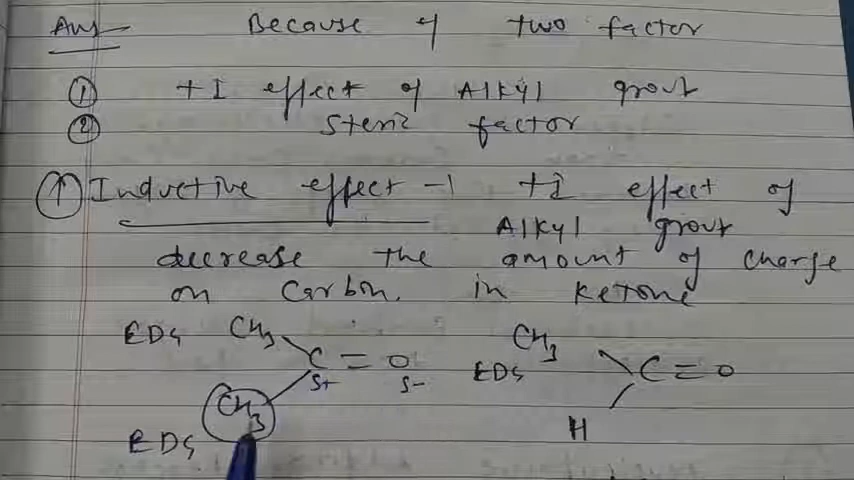 Ans Because of two factor
① +I effect of Alkyl group
② Steric factor
① Inductive effect - +I effect of
Alkyl group
decrease the amount of charge
on carbon. in ketone
EDG CH3 CH3
C = O EDG C = O
δ+ δ-
CH3 H
EDG